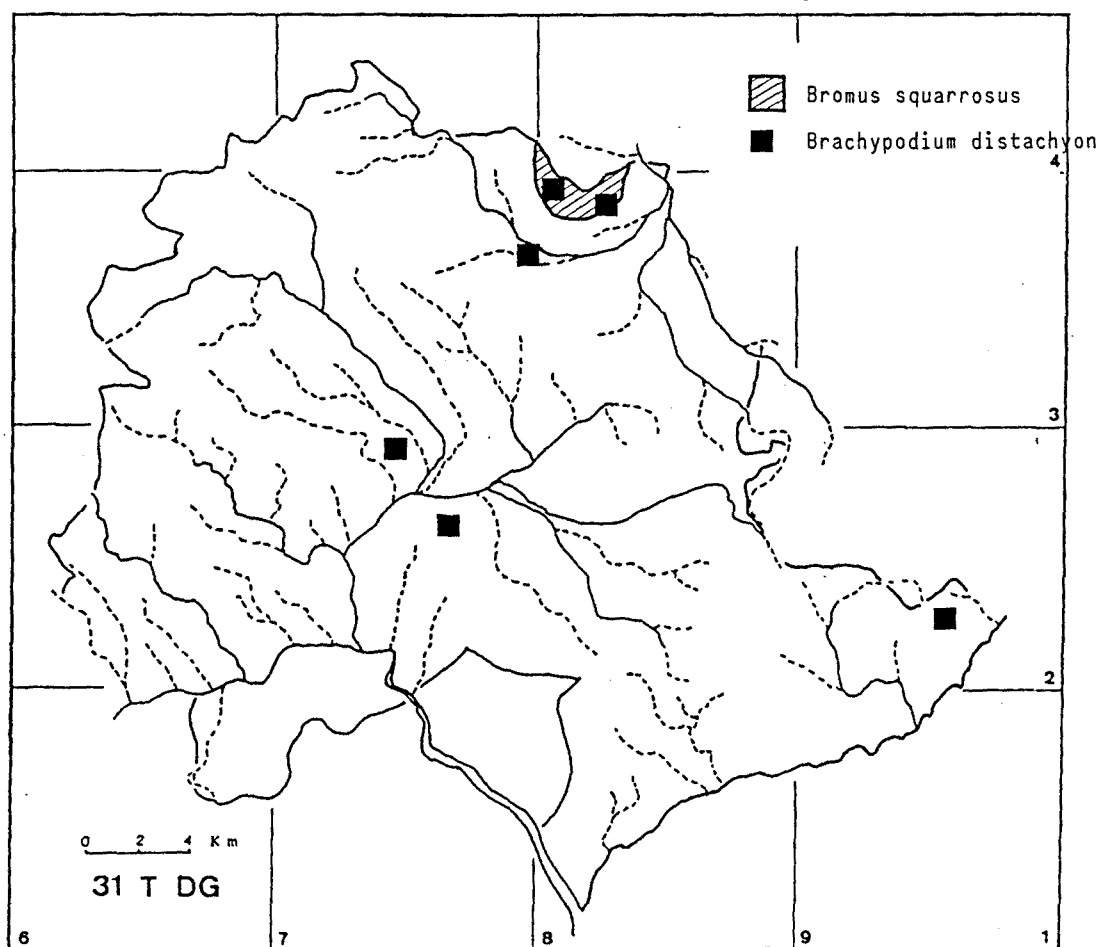 Bromus squarrosus
Brachypodium distachyon
4
3
2
0 2 4 Km
31 T DG
6 7 8 9 1